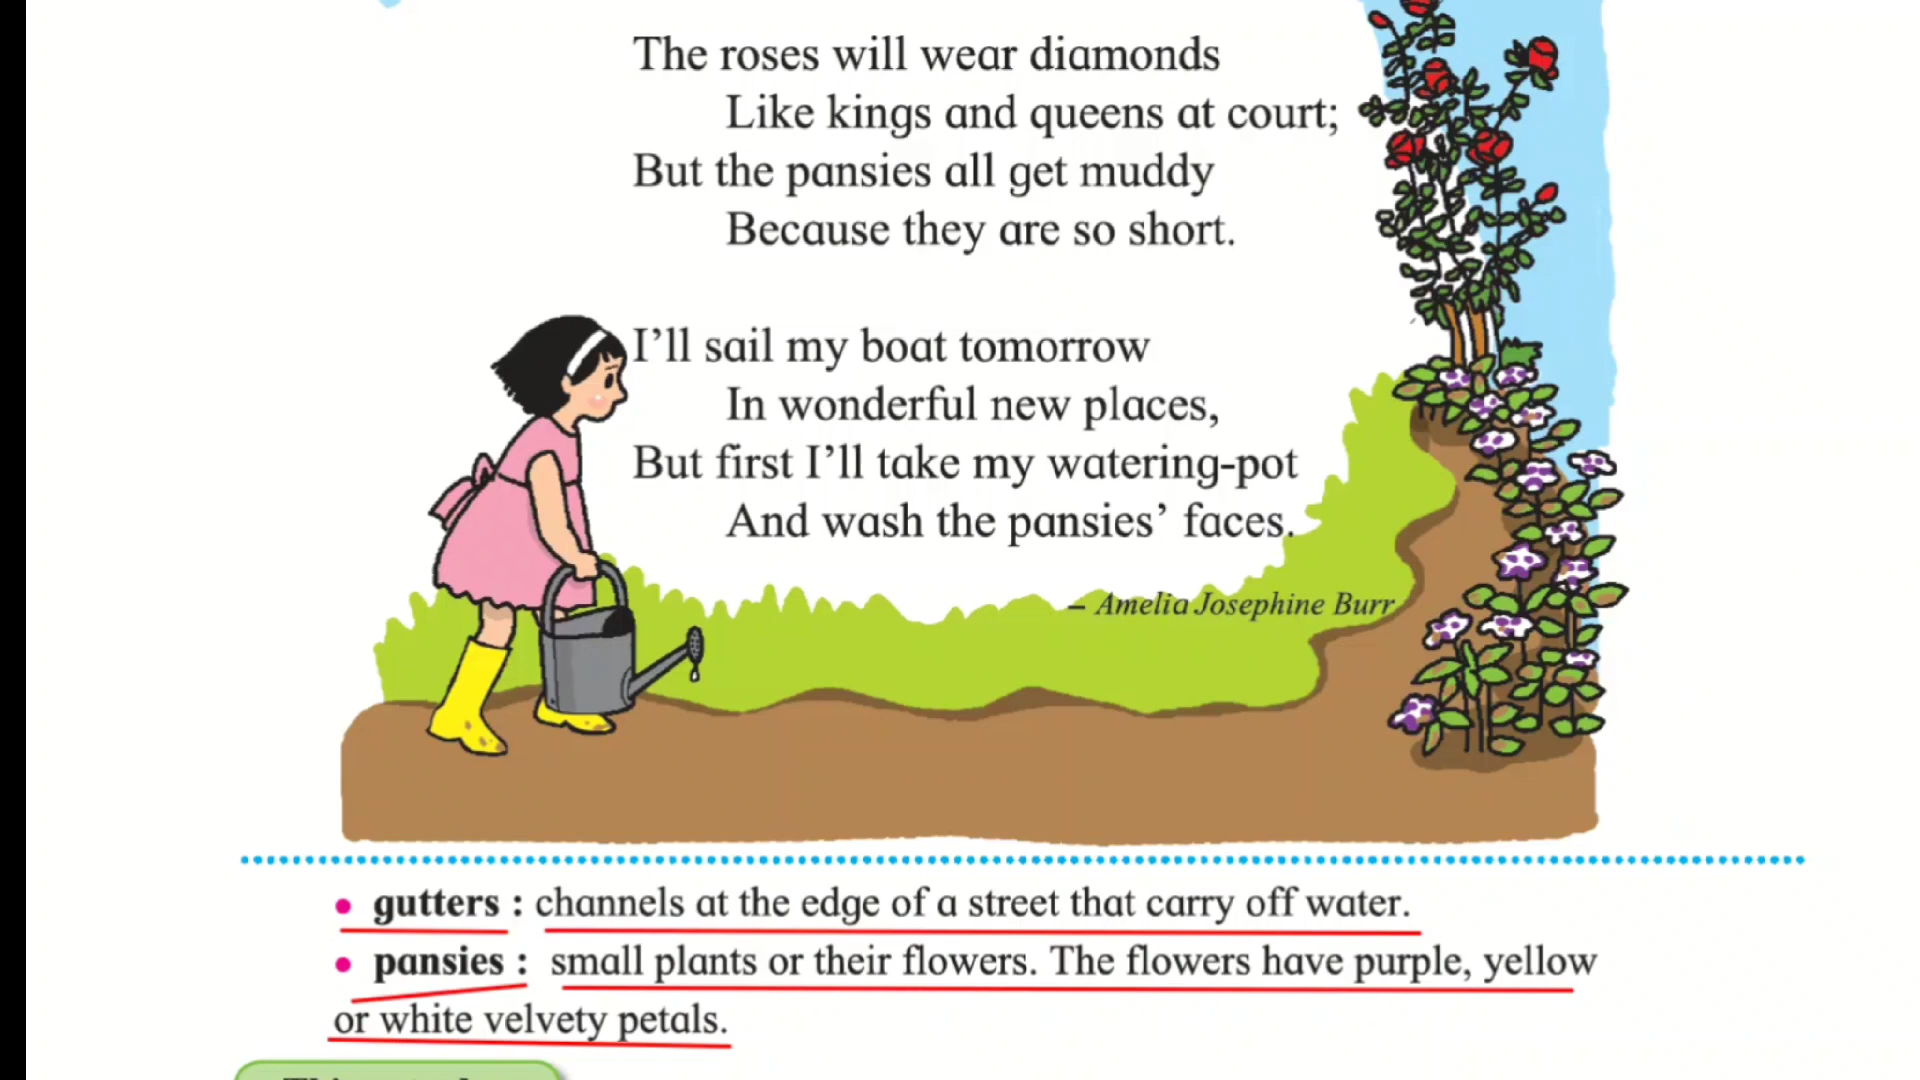 The roses will wear diamonds
Like kings and queens at court;
But the pansies all get muddy
Because they are so short.
I’ll sail my boat tomorrow
In wonderful new places,
But first I’ll take my watering-pot
And wash the pansies’ faces.
– Amelia Josephine Burr
• gutters : channels at the edge of a street that carry off water.
• pansies : small plants or their flowers. The flowers have purple, yellow
or white velvety petals.